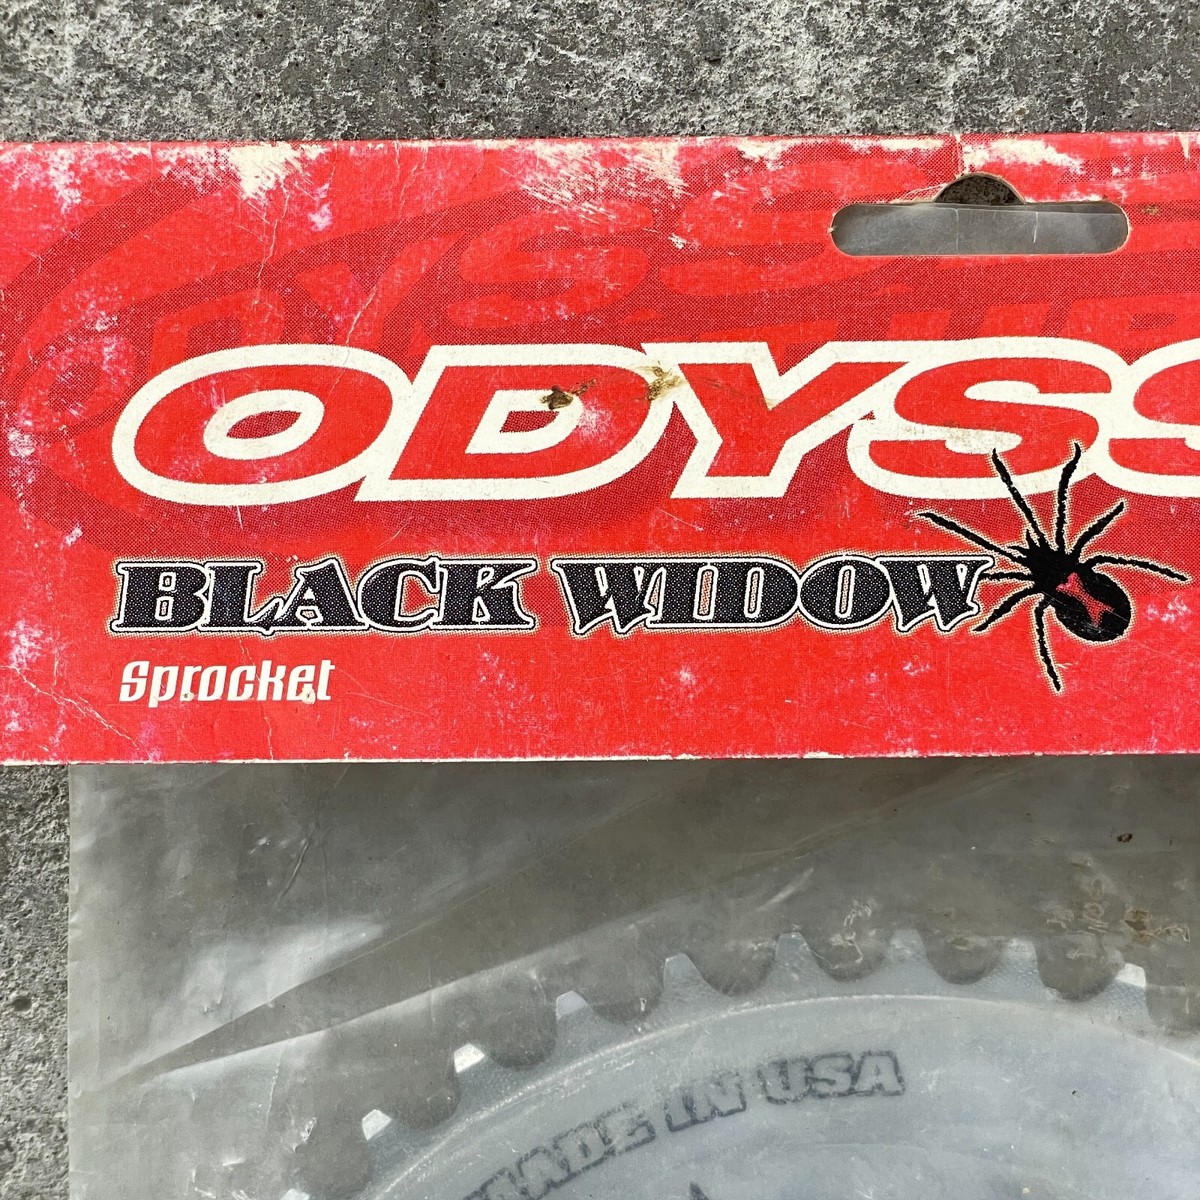 ODYSS
BLACK WIDOW
Sprocket
MADE IN USA